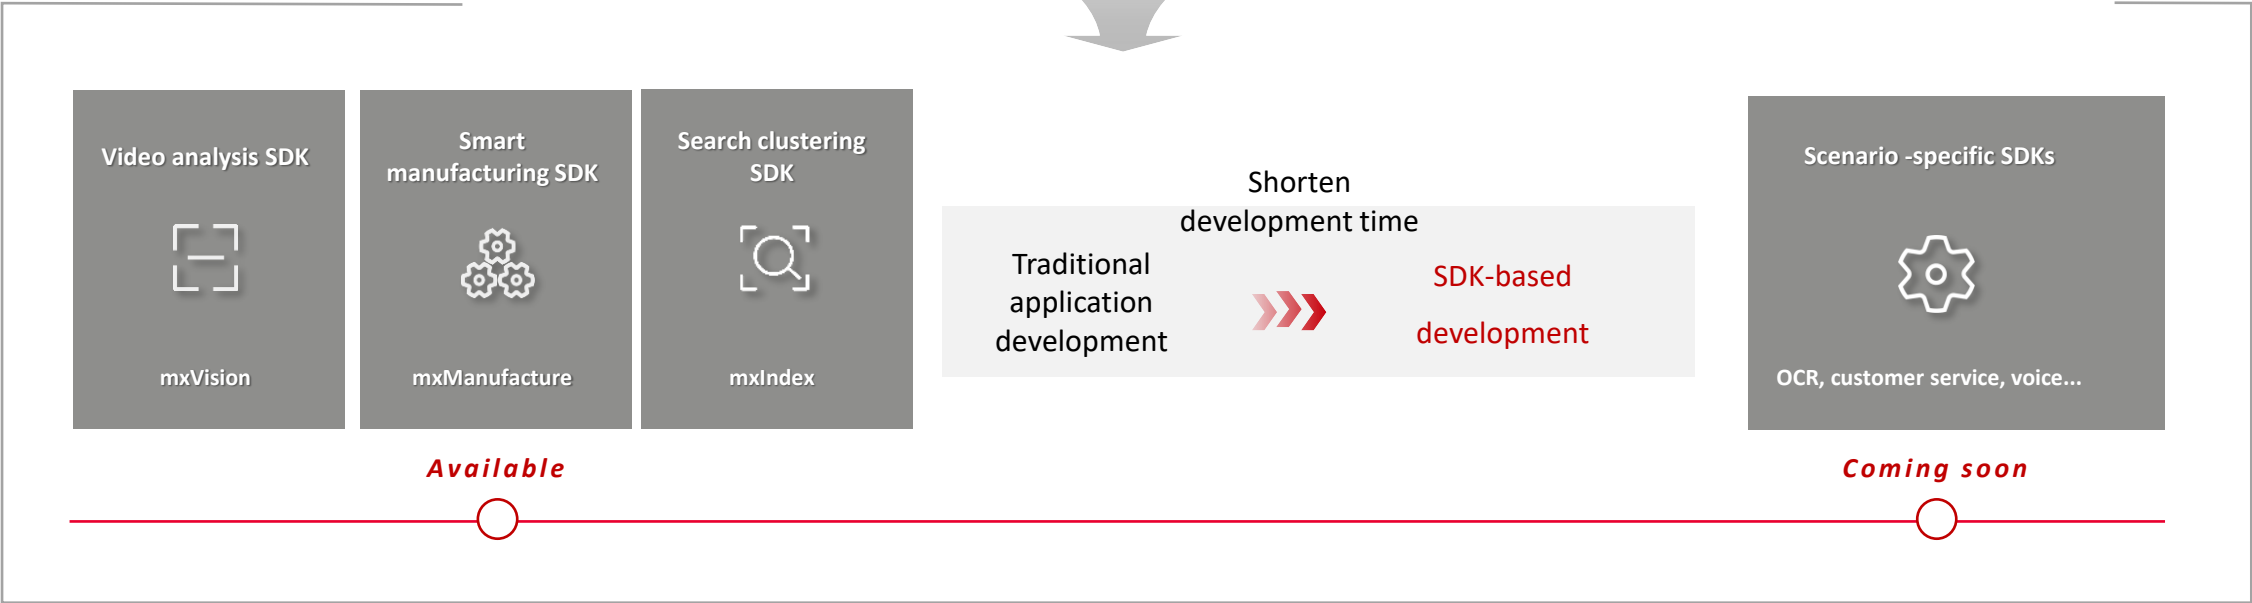 Video analysis SDK
mxVision
Smart
manufacturing SDK
mxManufacture
Search clustering
SDK
mxIndex
Shorten
development time
Traditional
application
development
SDK-based
development
Scenario -specific SDKs
OCR, customer service, voice...
Available
Coming soon